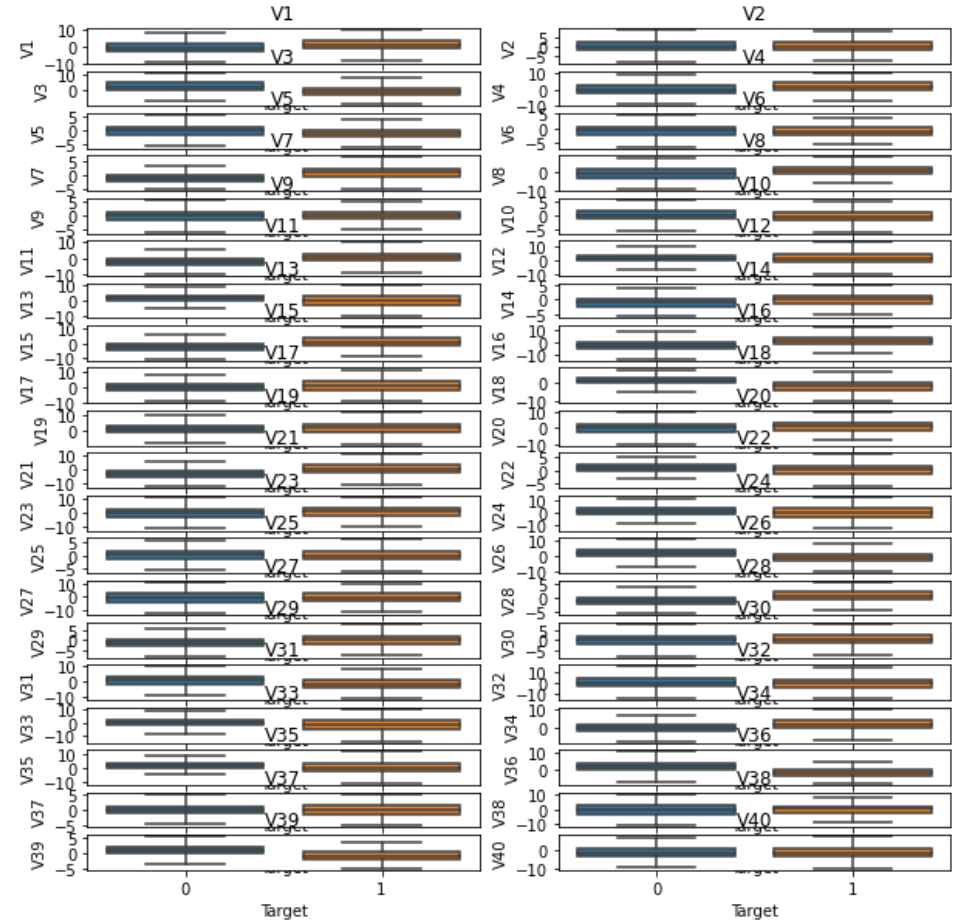 V1 V2
V1 10 0 −10 V2 5 0 −5
V3 V4
V3 10 0 V4 10 0 −10
V5 V6
V5 5 0 −5 V6 5 0 −5
V7 V8
V7 5 0 −5 V8 10 0 −10
V9 V10
V9 5 0 −5 V10 5 0 −5
V11 V12
V11 10 0 −10 V12 10 0 −10
V13 V14
V13 10 0 −10 V14 5 0 −5
V15 V16
V15 10 0 −10 V16 10 0 −10
V17 V18
V17 10 0 −10 V18 0 −10
V19 V20
V19 10 0 V20 10 0 −10
V21 V22
V21 10 0 −10 V22 5 0 −5
V23 V24
V23 10 0 −10 V24 10 0 −10
V25 V26
V25 5 0 −5 V26 10 0 −10
V27 V28
V27 10 0 −10 V28 5 0 −5
V29 V30
V29 5 0 −5 V30 5 0 −5
V31 V32
V31 10 0 −10 V32 10 0 −10
V33 V34
V33 10 0 −10 V34 10 0
V35 V36
V35 10 0 −10 V36 10 0
V37 V38
V37 5 0 −5 V38 10 0 −10
V39 V40
V39 5 0 −5 V40 0 −10
0 1 0 1
Target Target